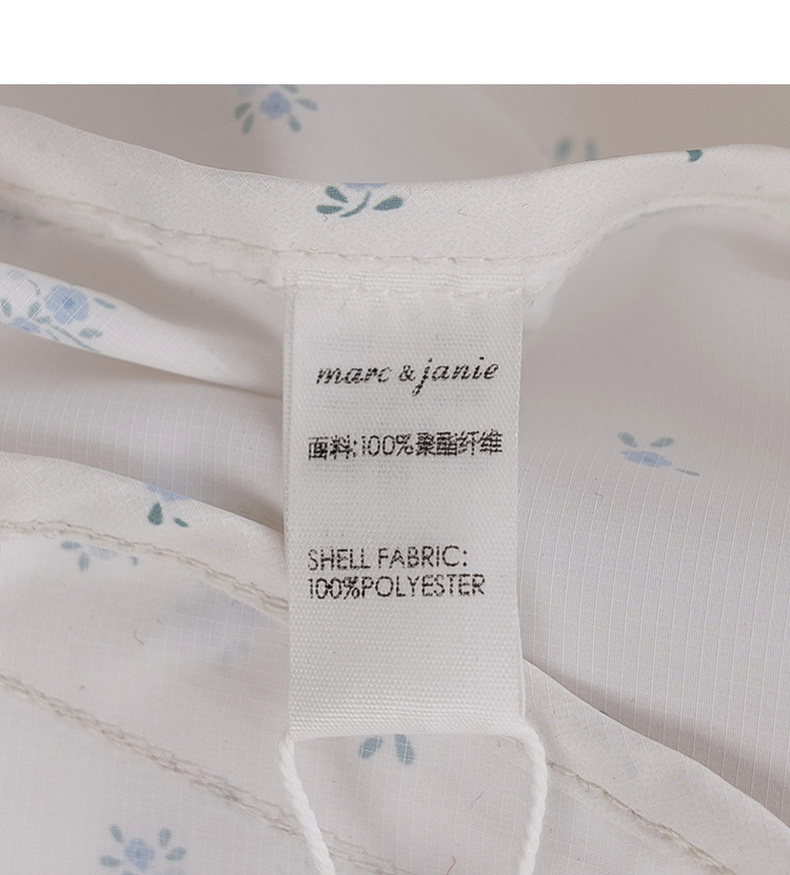 marc & janie
面料:100%聚酯纤维
SHELL FABRIC:
100%POLYESTER